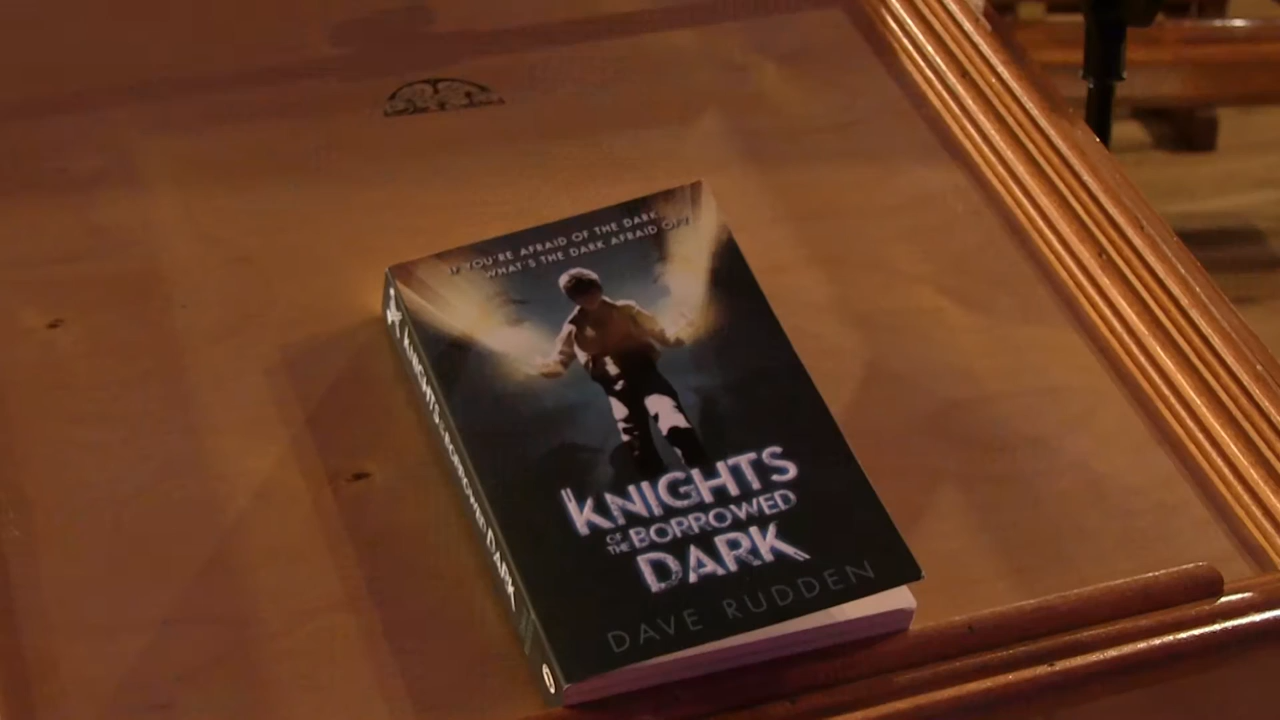 IF YOU'RE AFRAID OF THE DARK,
WHAT'S THE DARK AFRAID OF?
KNIGHTS
OF THE BORROWED
DARK
DAVE RUDDEN
KNIGHTS OF THE BORROWED DARK